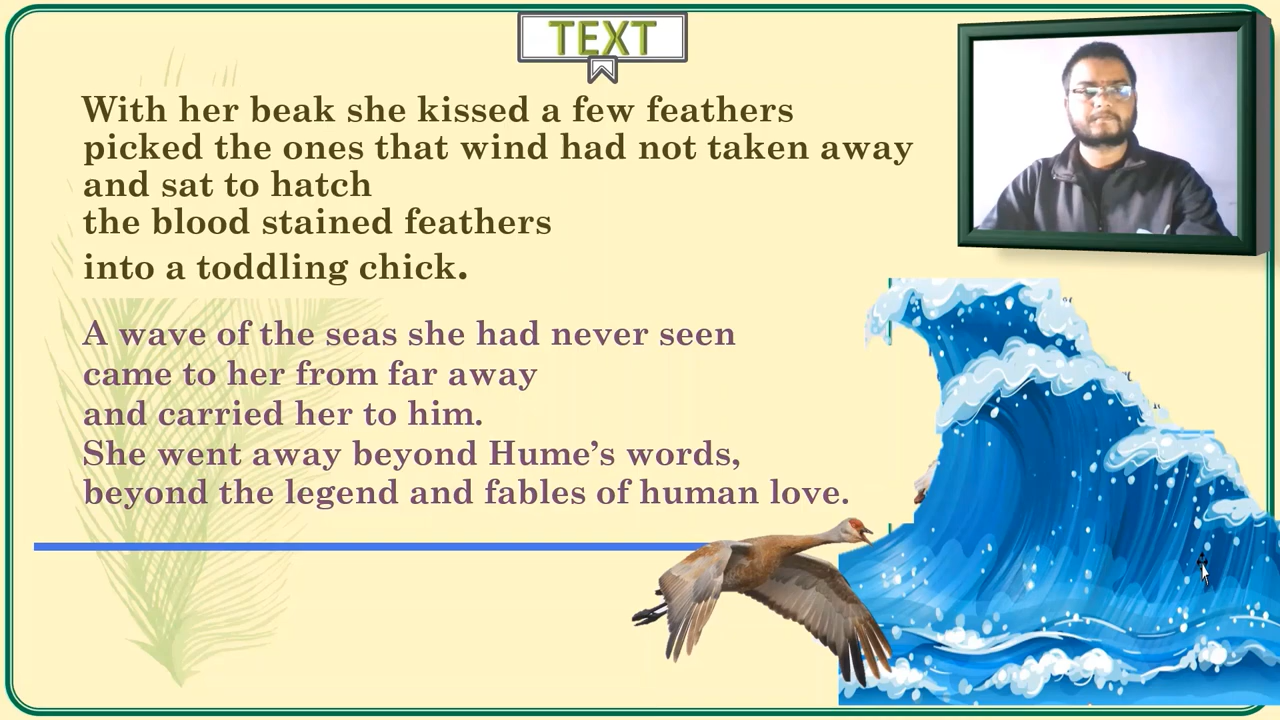 TEXT
With her beak she kissed a few feathers
picked the ones that wind had not taken away
and sat to hatch
the blood stained feathers
into a toddling chick.
A wave of the seas she had never seen
came to her from far away
and carried her to him.
She went away beyond Hume’s words,
beyond the legend and fables of human love.